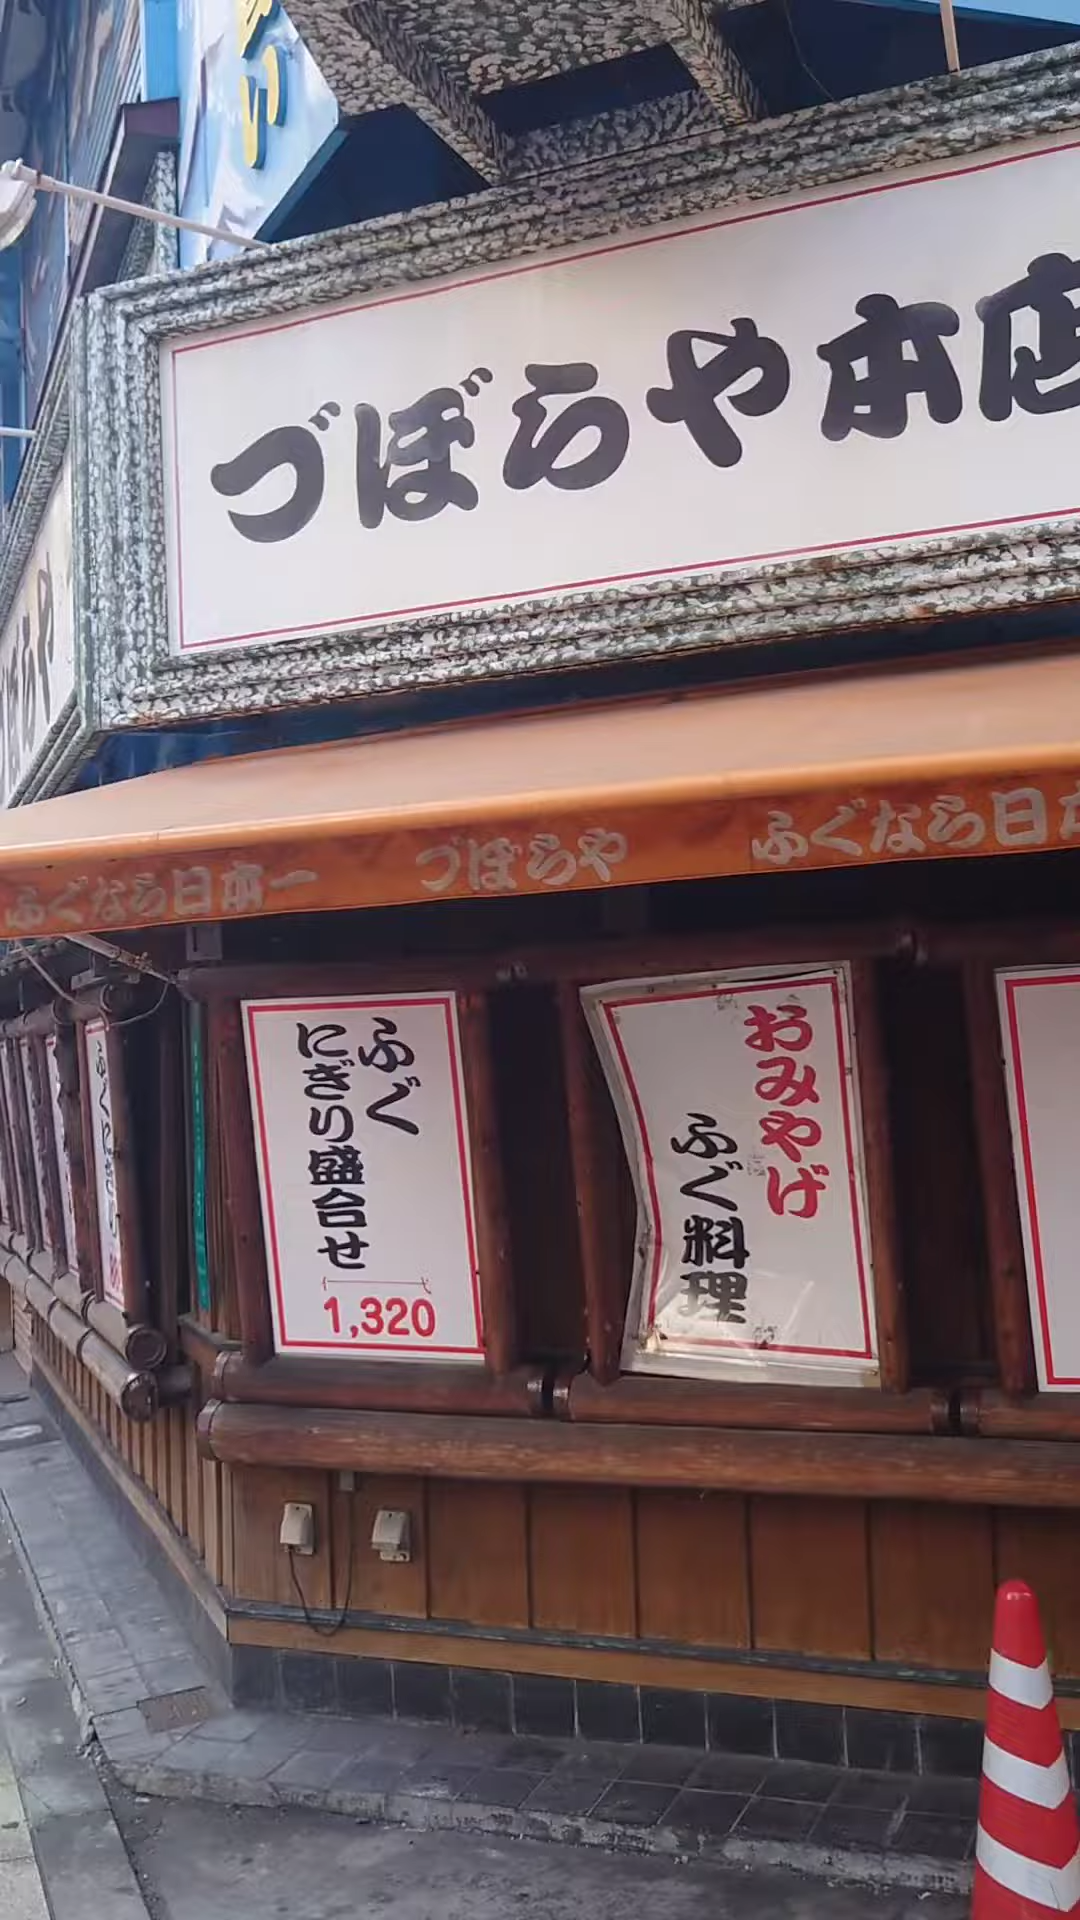 づぼらや本店
ふぐなら日本一
づぼらや
ふぐなら日本
ふぐ
にぎり盛合せ
1,320
おみやげ
ふぐ料理